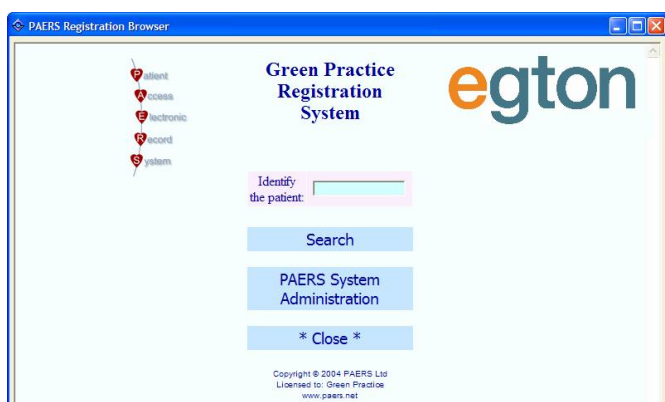 PAERS Registration Browser
Patient
Access
Electronic
Record
System
Green Practice
Registration
System
egton
Identify
the patient:
Search
PAERS System
Administration
* Close *
Copyright © 2004 PAERS Ltd
Licensed to: Green Practice
www.paers.net